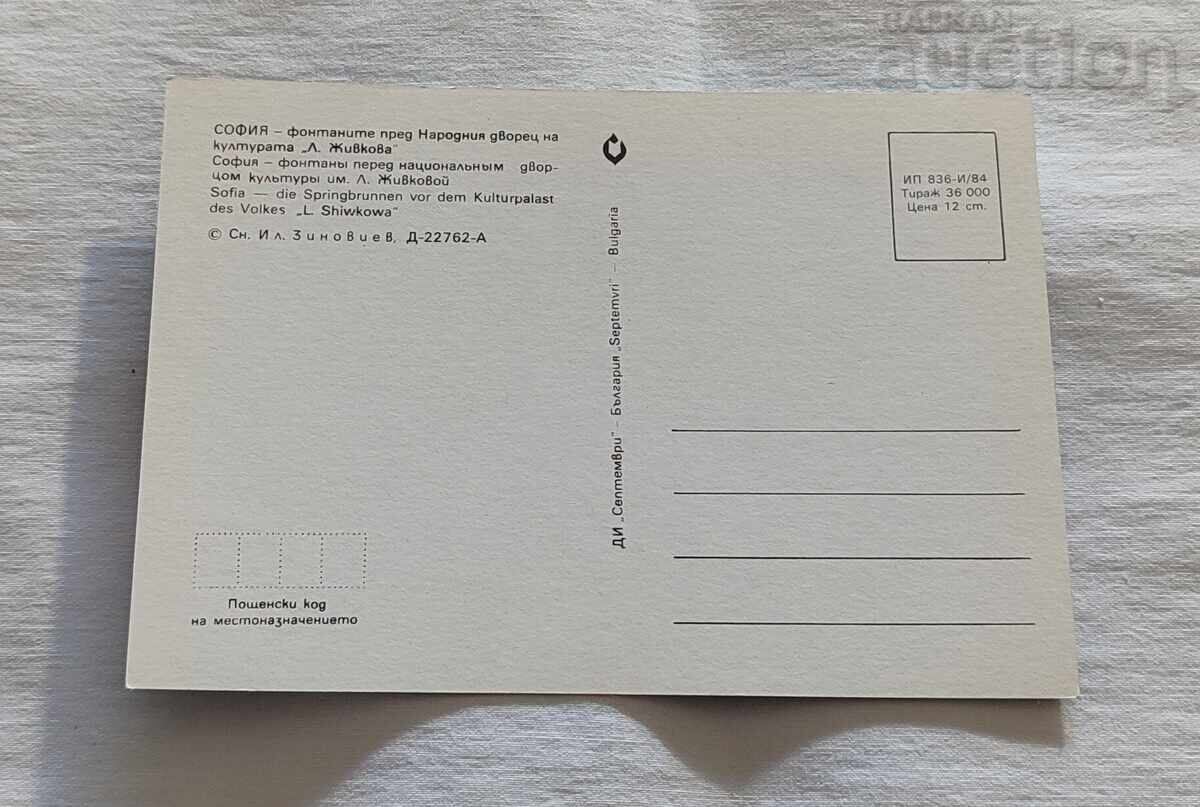 БАЛКАН
auction
СОФИЯ – фонтаните пред Народния дворец на
културата „Л. Живкова"
София – фонтаны перед национальным двор-
цом культуры им. Л. Живковой
Sofia — die Springbrunnen vor dem Kulturpalast
des Volkes „L. Shiwkowa"
© Сн. Ил. Зиновиев, Д-22762-А
ДИ „Септември" – България „Septemvri" – Bulgaria
ИП 836-И/84
Тираж 36 000
Цена 12 ст.
Пощенски код
на местоназначението